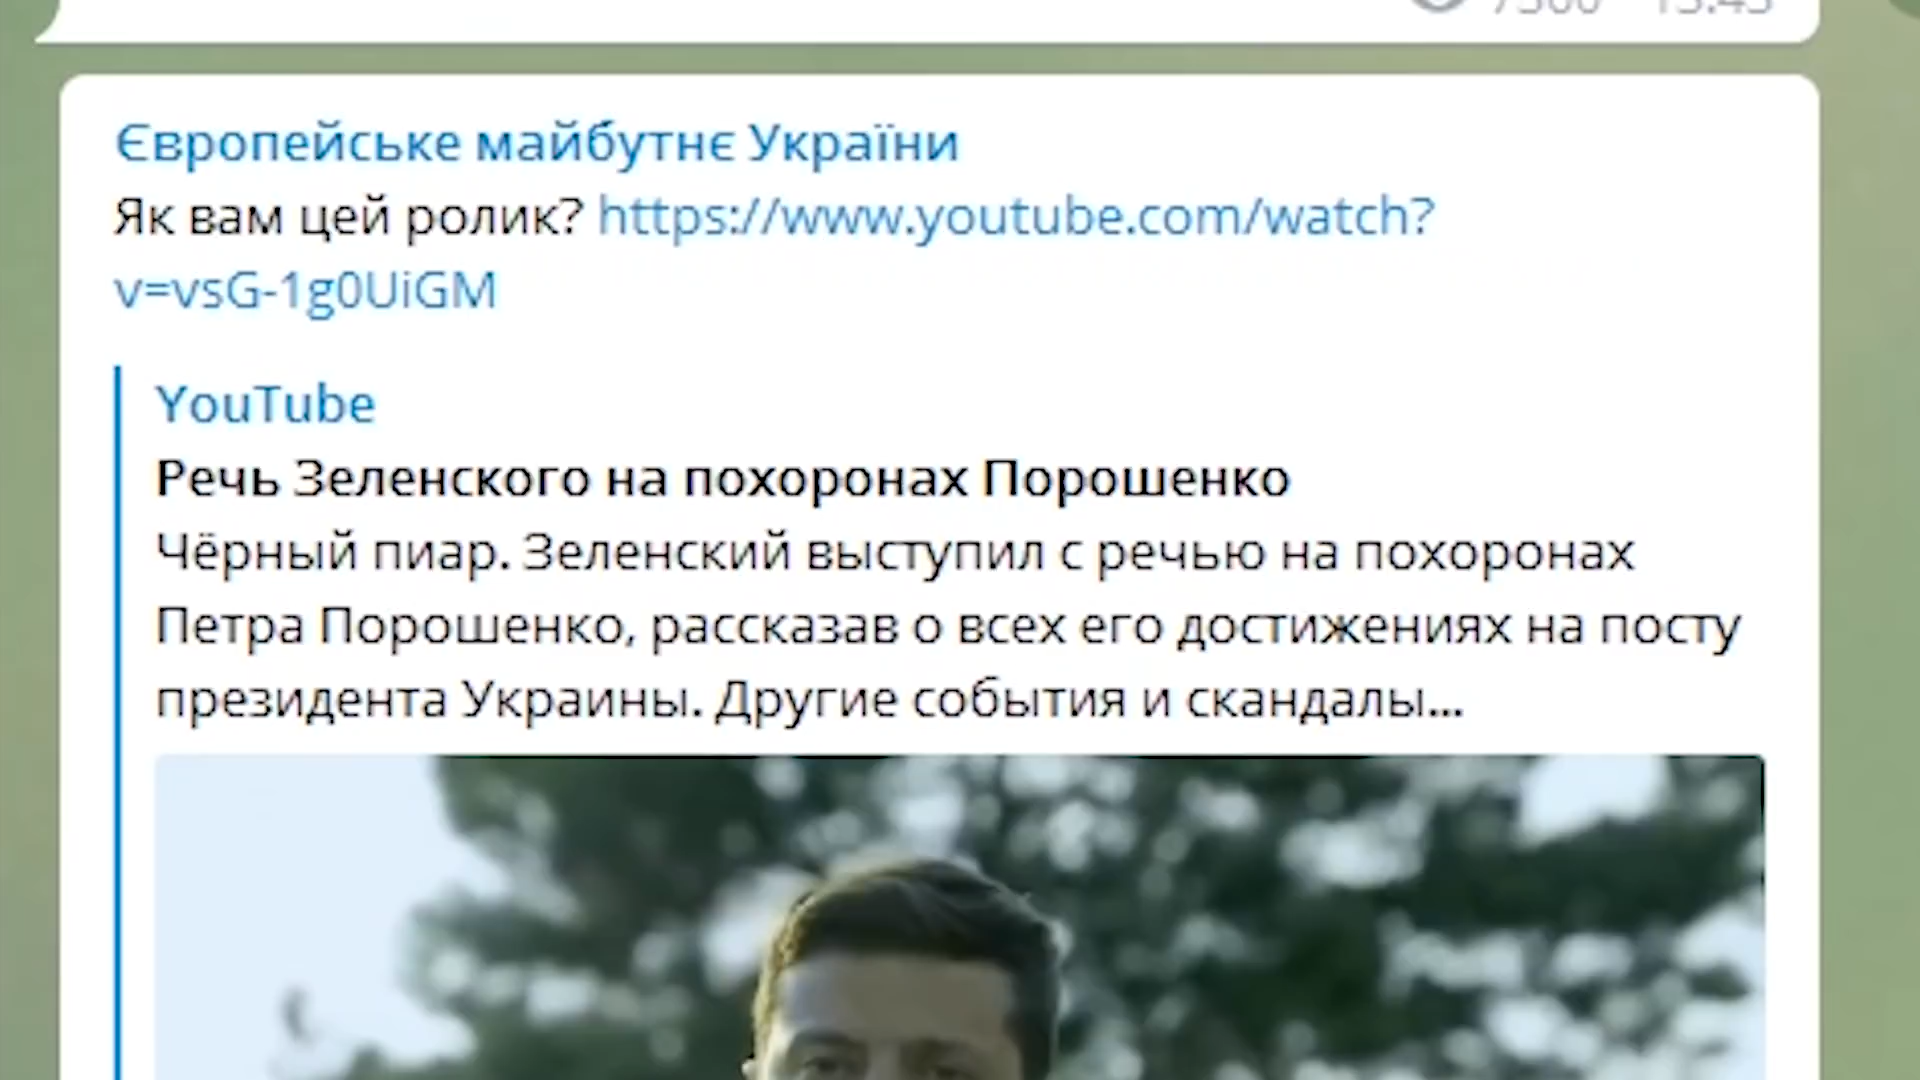 Європейське майбутнє України
Як вам цей ролик? https://www.youtube.com/watch?
v=vsG-1g0UiGM
YouTube
Речь Зеленского на похоронах Порошенко
Чёрный пиар. Зеленский выступил с речью на похоронах
Петра Порошенко, рассказав о всех его достижениях на посту
президента Украины. Другие события и скандалы...